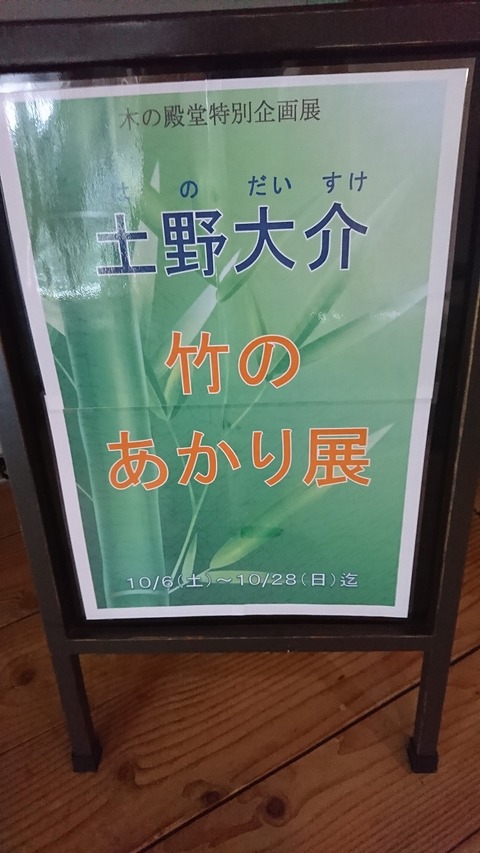 木の殿堂特別企画展
の だい すけ
土野大介
竹の
あかり展
10/6(土)～10/28(日)迄